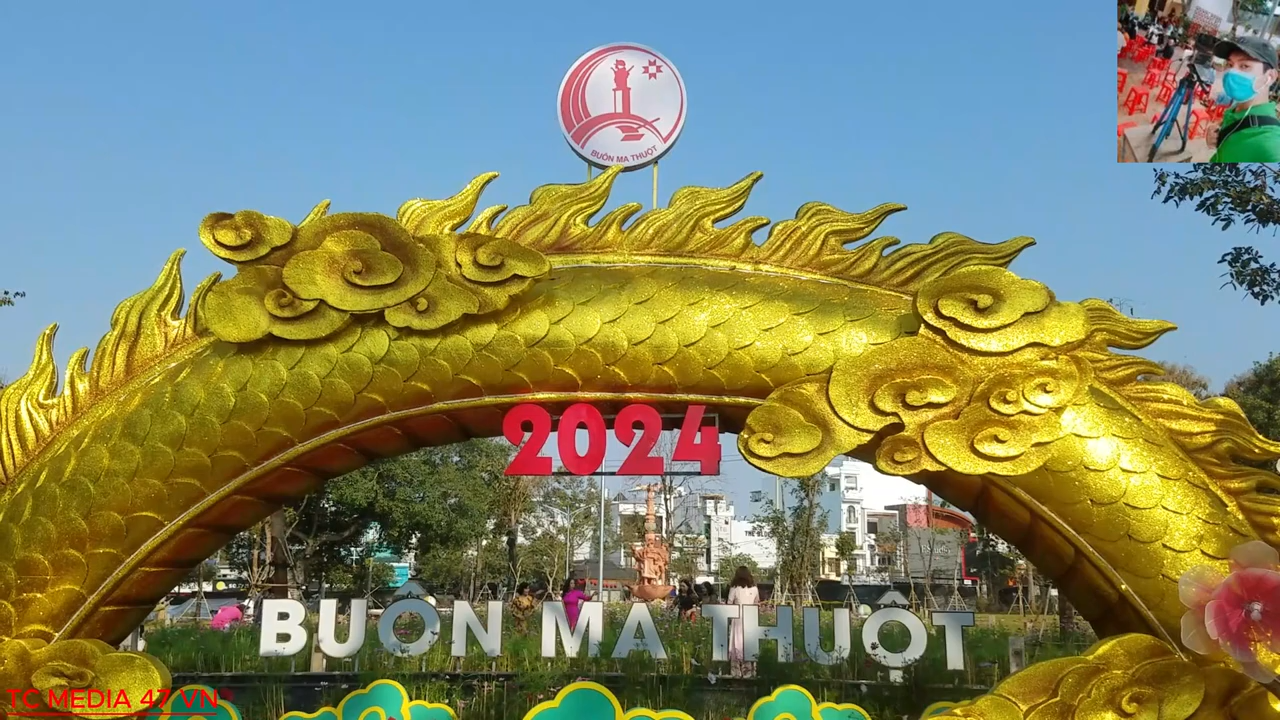 BUÔN MA THUỘT
2024
BUÔN MA THUỘT
TC MEDIA 47 VN